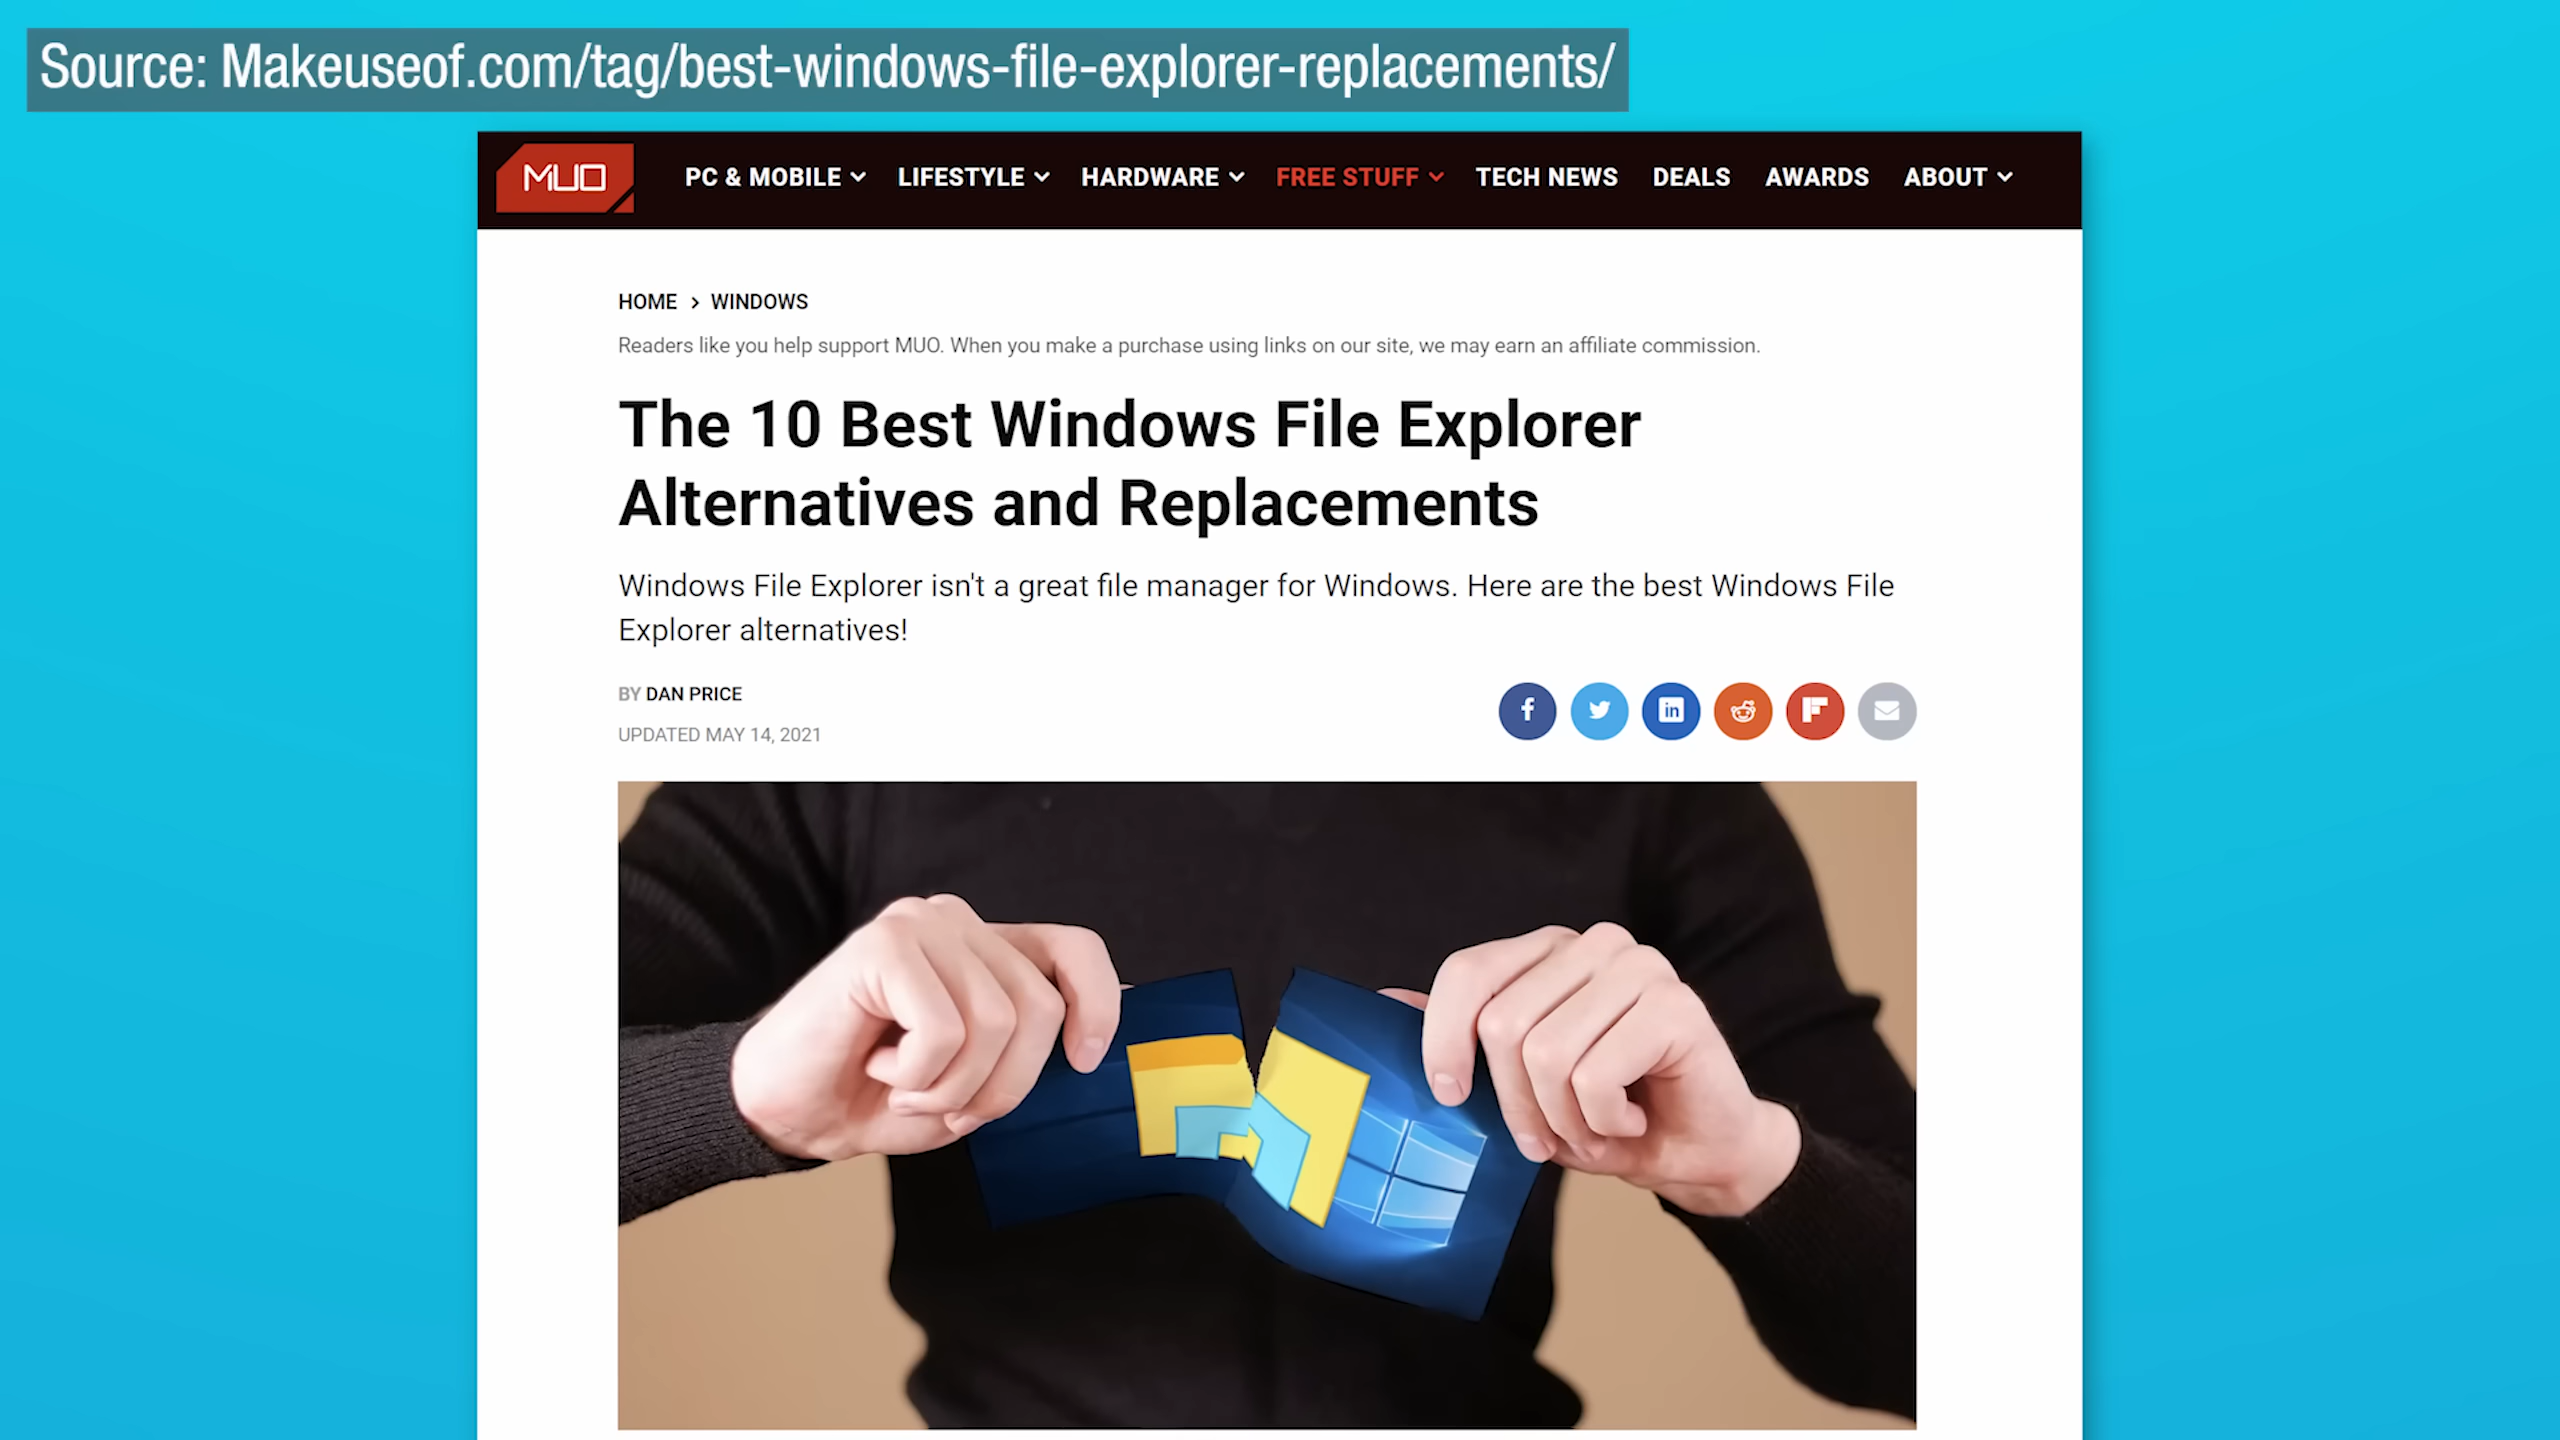 Source: Makeuseof.com/tag/best-windows-file-explorer-replacements/
MUO PC & MOBILE LIFESTYLE HARDWARE FREE STUFF TECH NEWS DEALS AWARDS ABOUT
HOME > WINDOWS
Readers like you help support MUO. When you make a purchase using links on our site, we may earn an affiliate commission.
The 10 Best Windows File Explorer
Alternatives and Replacements
Windows File Explorer isn't a great file manager for Windows. Here are the best Windows File
Explorer alternatives!
BY DAN PRICE
UPDATED MAY 14, 2021